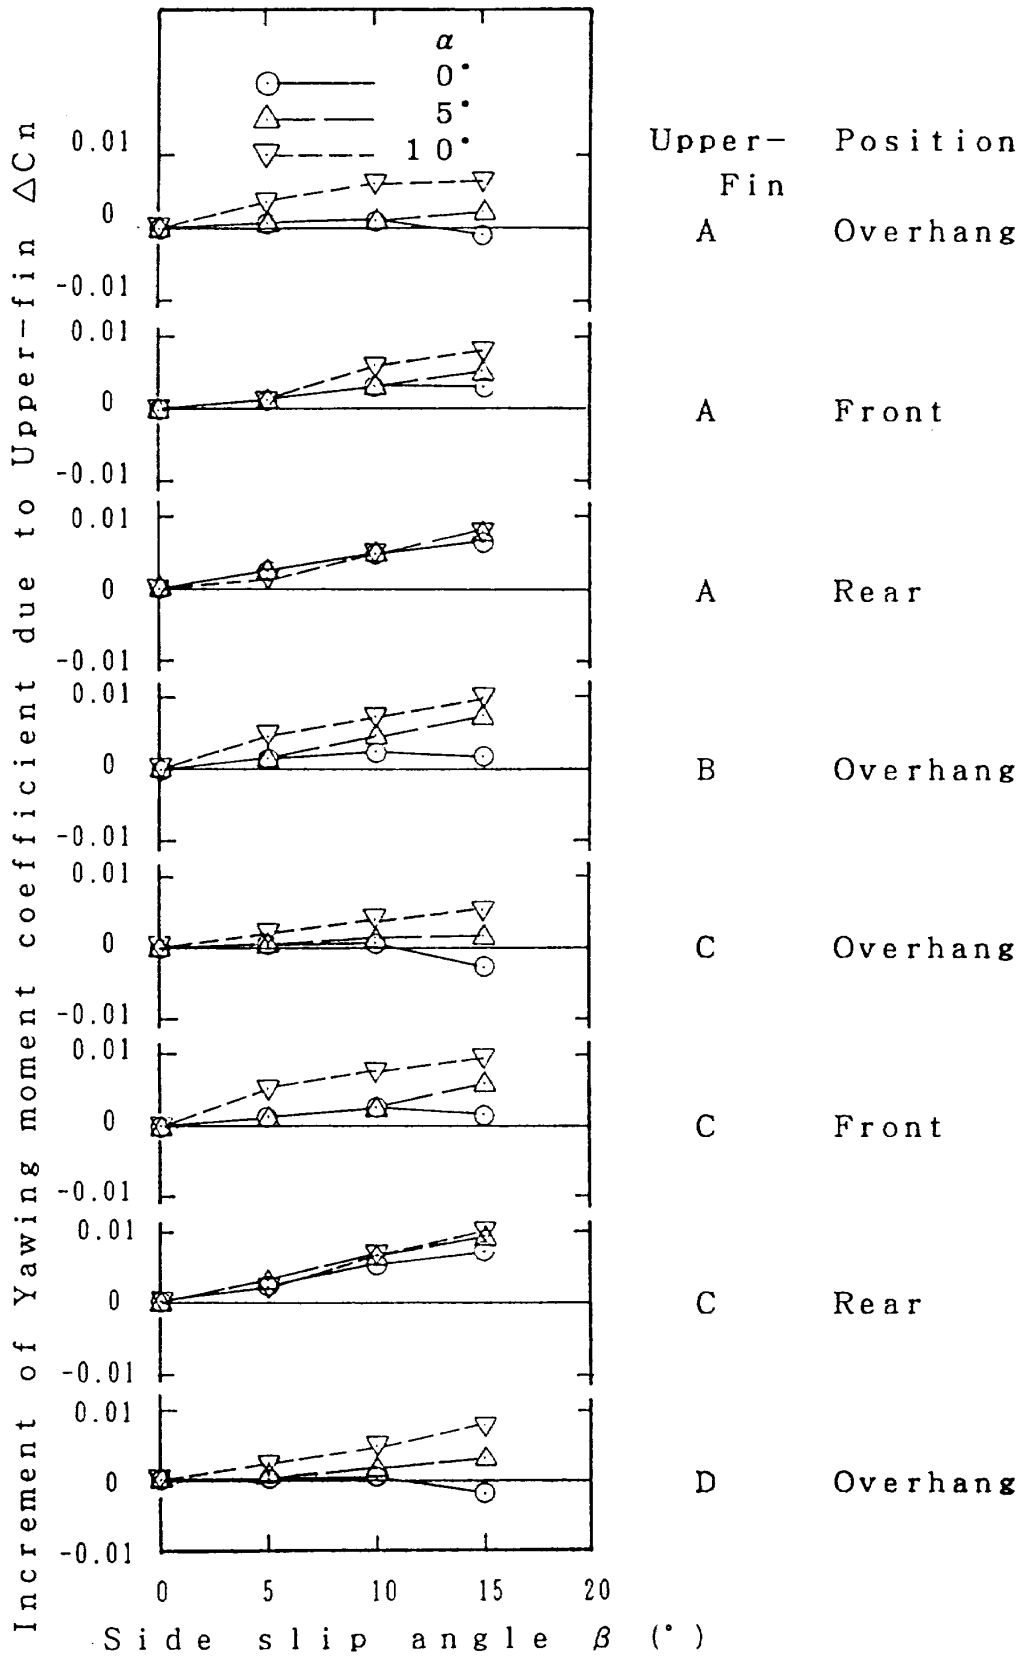 α
0°
5°
10°
Upper-Fin Position
0.01
0
-0.01
A Overhang
0.01
0
-0.01
A Front
0.01
0
-0.01
A Rear
0.01
0
-0.01
B Overhang
0.01
0
-0.01
C Overhang
0.01
0
-0.01
C Front
0.01
0
-0.01
C Rear
0.01
0
-0.01
D Overhang
0 5 10 15 20
Side slip angle β (°)
Increment of Yawing moment coefficient due to Upper-fin △Cn